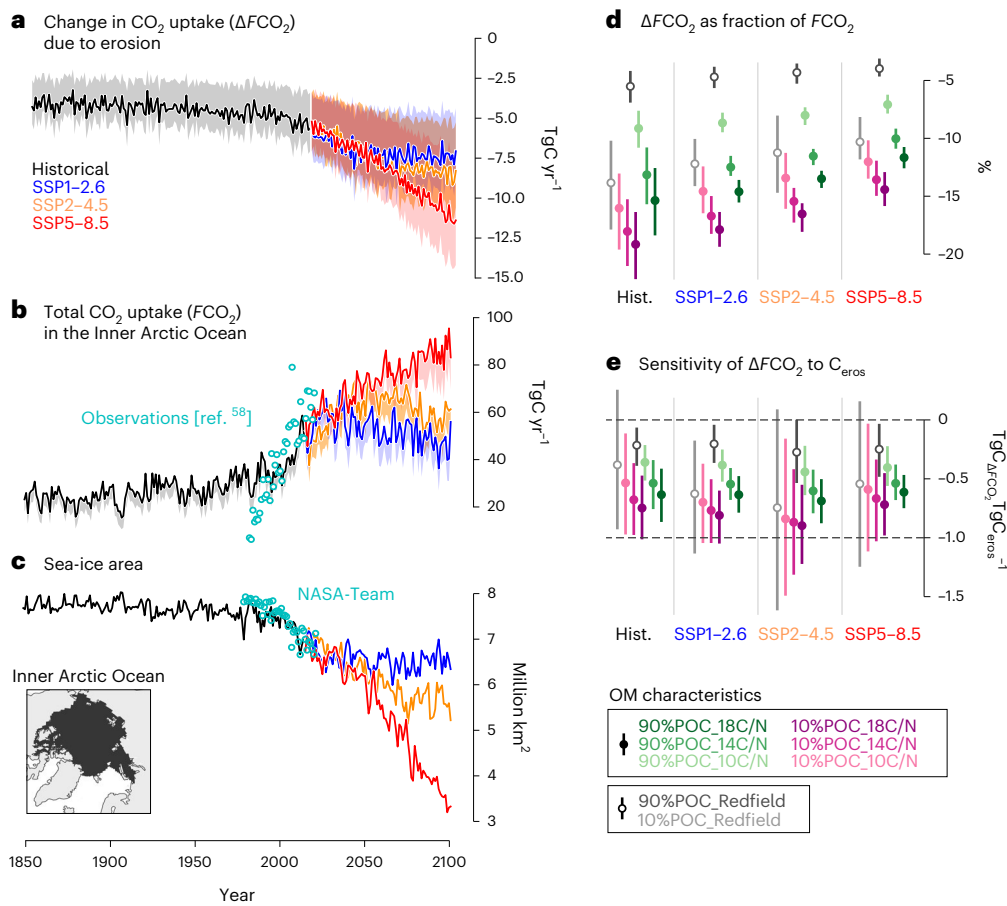 a Change in CO₂ uptake (ΔFCO₂)
due to erosion
0
−2.5
−5.0
−7.5
−10.0
−12.5
−15.0
TgC yr⁻¹
Historical
SSP1–2.6
SSP2–4.5
SSP5–8.5
b Total CO₂ uptake (FCO₂)
in the Inner Arctic Ocean
100
80
60
40
20
TgC yr⁻¹
Observations [ref. ⁵⁸]
c Sea-ice area
NASA-Team
8
7
6
5
4
3
Million km²
Inner Arctic Ocean
1850 1900 1950 2000 2050 2100
Year
d ΔFCO₂ as fraction of FCO₂
−5
−10
−15
−20
%
Hist. SSP1–2.6 SSP2–4.5 SSP5–8.5
e Sensitivity of ΔFCO₂ to C_eros
0
−0.5
−1.0
−1.5
TgC_ΔFCO₂ TgC_eros⁻¹
Hist. SSP1–2.6 SSP2–4.5 SSP5–8.5
OM characteristics
90%POC_18C/N 10%POC_18C/N
90%POC_14C/N 10%POC_14C/N
90%POC_10C/N 10%POC_10C/N
90%POC_Redfield
10%POC_Redfield